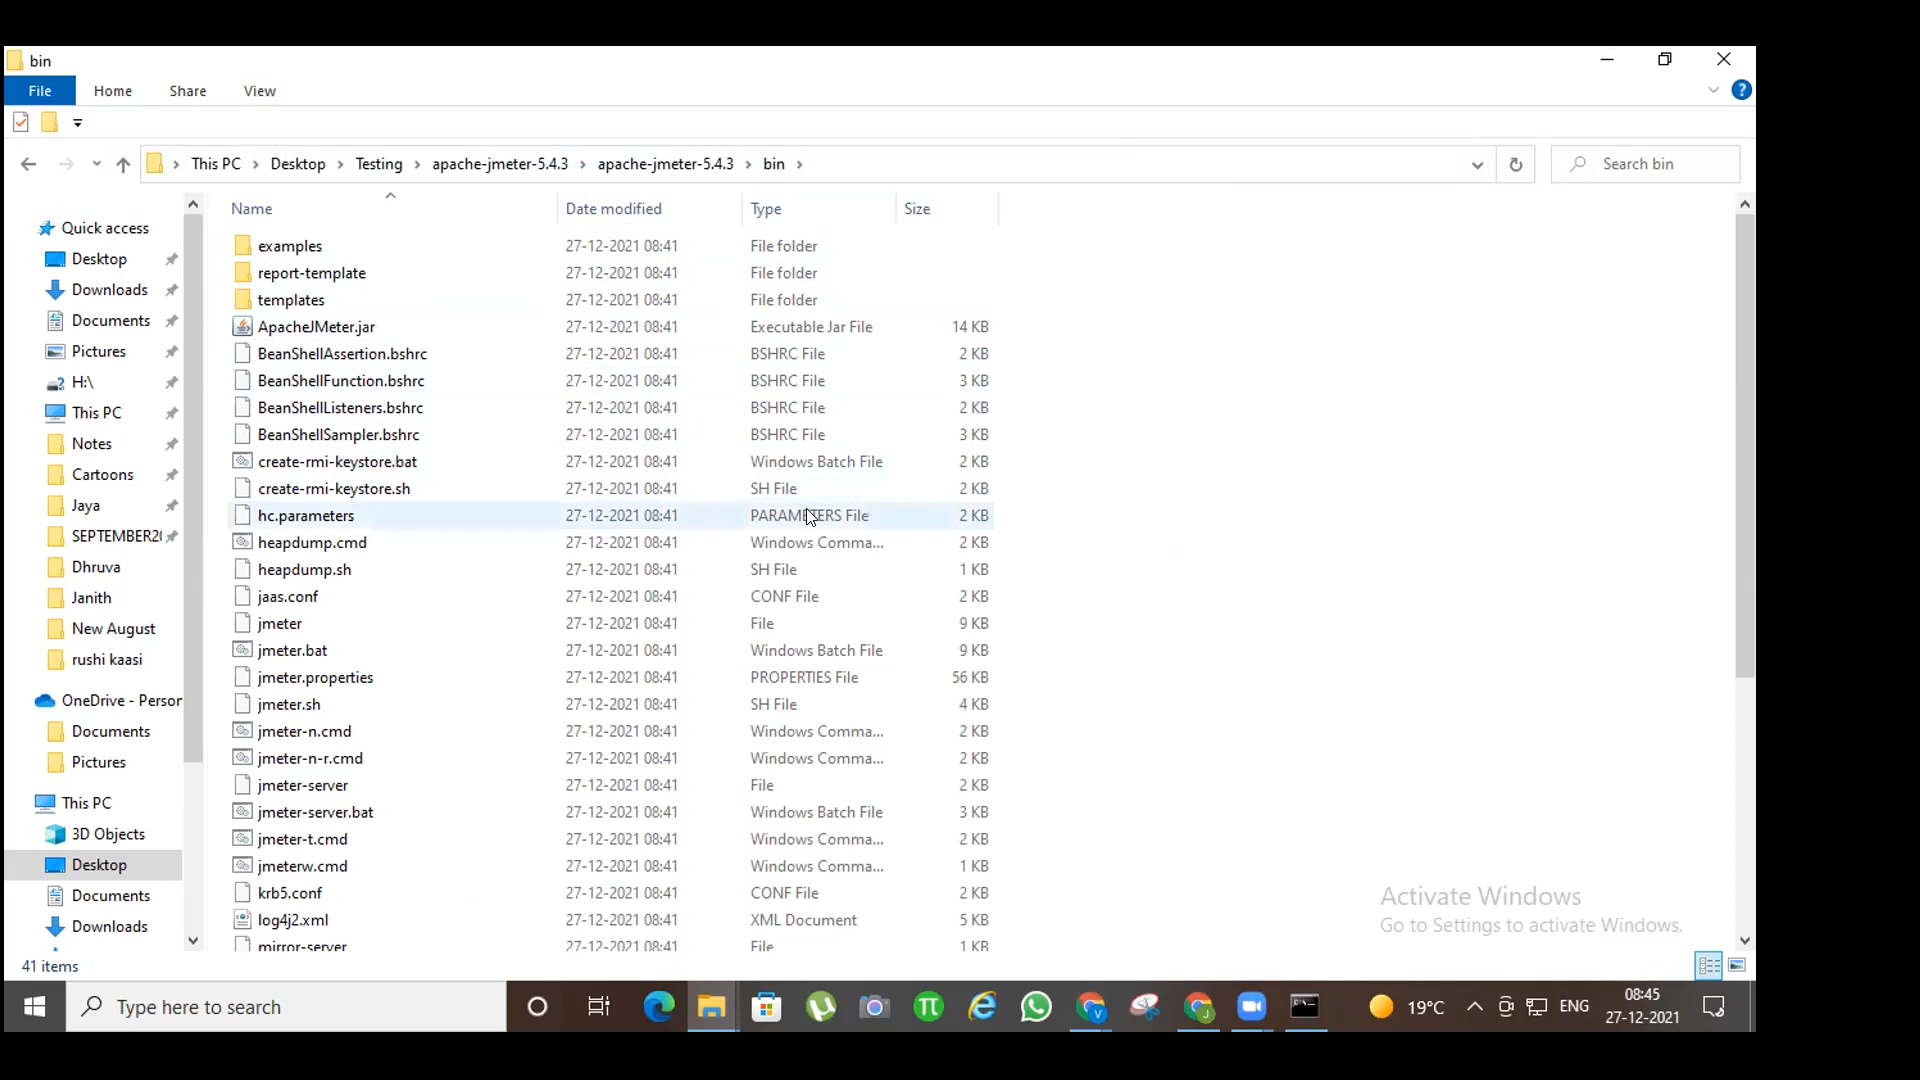 bin
File Home Share View
This PC Desktop Testing apache-jmeter-5.4.3 apache-jmeter-5.4.3 bin
Search bin
Name Date modified Type Size
Quick access
Desktop
Downloads
Documents
Pictures
H:\
This PC
Notes
Cartoons
Jaya
SEPTEMBER2
Dhruva
Janith
New August
rushi kaasi
OneDrive - Person
Documents
Pictures
This PC
3D Objects
Desktop
Documents
Downloads
examples 27-12-2021 08:41 File folder
report-template 27-12-2021 08:41 File folder
templates 27-12-2021 08:41 File folder
ApacheJMeter.jar 27-12-2021 08:41 Executable Jar File 14 KB
BeanShellAssertion.bshrc 27-12-2021 08:41 BSHRC File 2 KB
BeanShellFunction.bshrc 27-12-2021 08:41 BSHRC File 3 KB
BeanShellListeners.bshrc 27-12-2021 08:41 BSHRC File 2 KB
BeanShellSampler.bshrc 27-12-2021 08:41 BSHRC File 3 KB
create-rmi-keystore.bat 27-12-2021 08:41 Windows Batch File 2 KB
create-rmi-keystore.sh 27-12-2021 08:41 SH File 2 KB
hc.parameters 27-12-2021 08:41 PARAMETERS File 2 KB
heapdump.cmd 27-12-2021 08:41 Windows Comma... 2 KB
heapdump.sh 27-12-2021 08:41 SH File 1 KB
jaas.conf 27-12-2021 08:41 CONF File 2 KB
jmeter 27-12-2021 08:41 File 9 KB
jmeter.bat 27-12-2021 08:41 Windows Batch File 9 KB
jmeter.properties 27-12-2021 08:41 PROPERTIES File 56 KB
jmeter.sh 27-12-2021 08:41 SH File 4 KB
jmeter-n.cmd 27-12-2021 08:41 Windows Comma... 2 KB
jmeter-n-r.cmd 27-12-2021 08:41 Windows Comma... 2 KB
jmeter-server 27-12-2021 08:41 File 2 KB
jmeter-server.bat 27-12-2021 08:41 Windows Batch File 3 KB
jmeter-t.cmd 27-12-2021 08:41 Windows Comma... 2 KB
jmeterw.cmd 27-12-2021 08:41 Windows Comma... 1 KB
krb5.conf 27-12-2021 08:41 CONF File 2 KB
log4j2.xml 27-12-2021 08:41 XML Document 5 KB
mirror-server 27-12-2021 08:41 File 1 KB
Activate Windows
Go to Settings to activate Windows.
41 items
Type here to search
19°C ENG
08:45
27-12-2021